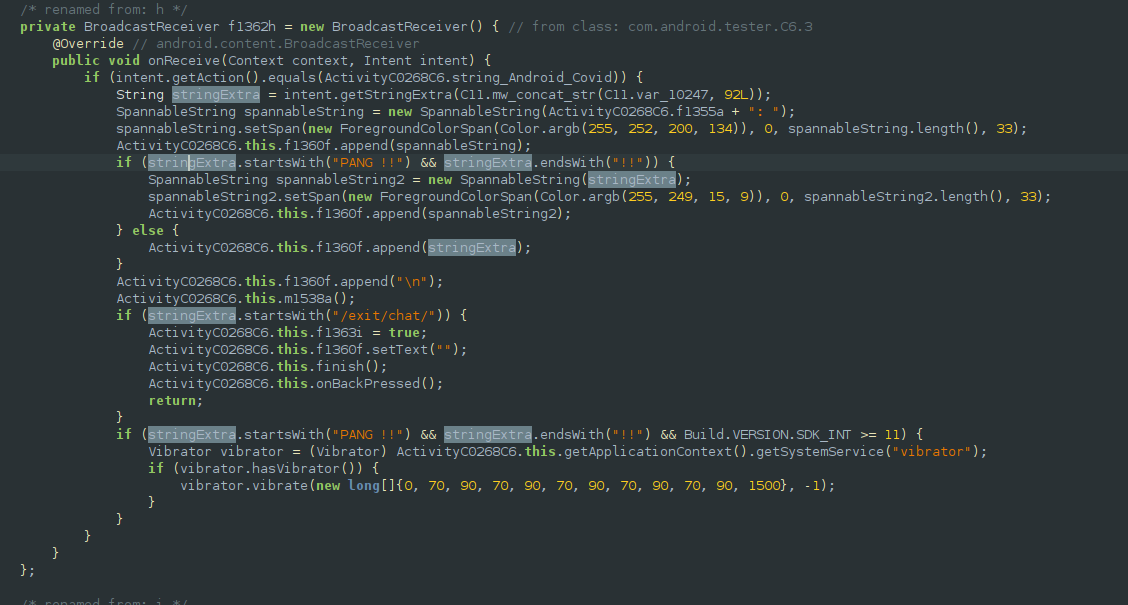 /* renamed from: h */
private BroadcastReceiver f1362h = new BroadcastReceiver() { // from class: com.android.tester.C6.3
@Override // android.content.BroadcastReceiver
public void onReceive(Context context, Intent intent) {
if (intent.getAction().equals(ActivityC0268C6.string_Android_Covid)) {
String stringExtra = intent.getStringExtra(C11.mw_concat_str(C11.var_10247, 92L));
SpannableString spannableString = new SpannableString(ActivityC0268C6.f1355a + ": ");
spannableString.setSpan(new ForegroundColorSpan(Color.argb(255, 252, 200, 134)), 0, spannableString.length(), 33);
ActivityC0268C6.this.f1360f.append(spannableString);
if (stringExtra.startsWith("PANG !!") && stringExtra.endsWith("!!")) {
SpannableString spannableString2 = new SpannableString(stringExtra);
spannableString2.setSpan(new ForegroundColorSpan(Color.argb(255, 249, 15, 9)), 0, spannableString2.length(), 33);
ActivityC0268C6.this.f1360f.append(spannableString2);
} else {
ActivityC0268C6.this.f1360f.append(stringExtra);
}
ActivityC0268C6.this.f1360f.append("\n");
ActivityC0268C6.this.m1538a();
if (stringExtra.startsWith("/exit/chat/")) {
ActivityC0268C6.this.f1363i = true;
ActivityC0268C6.this.f1360f.setText("");
ActivityC0268C6.this.finish();
ActivityC0268C6.this.onBackPressed();
return;
}
if (stringExtra.startsWith("PANG !!") && stringExtra.endsWith("!!") && Build.VERSION.SDK_INT >= 11) {
Vibrator vibrator = (Vibrator) ActivityC0268C6.this.getApplicationContext().getSystemService("vibrator");
if (vibrator.hasVibrator()) {
vibrator.vibrate(new long[]{0, 70, 90, 70, 90, 70, 90, 70, 90, 70, 90, 1500}, -1);
}
}
}
}
};
/* renamed from: i */